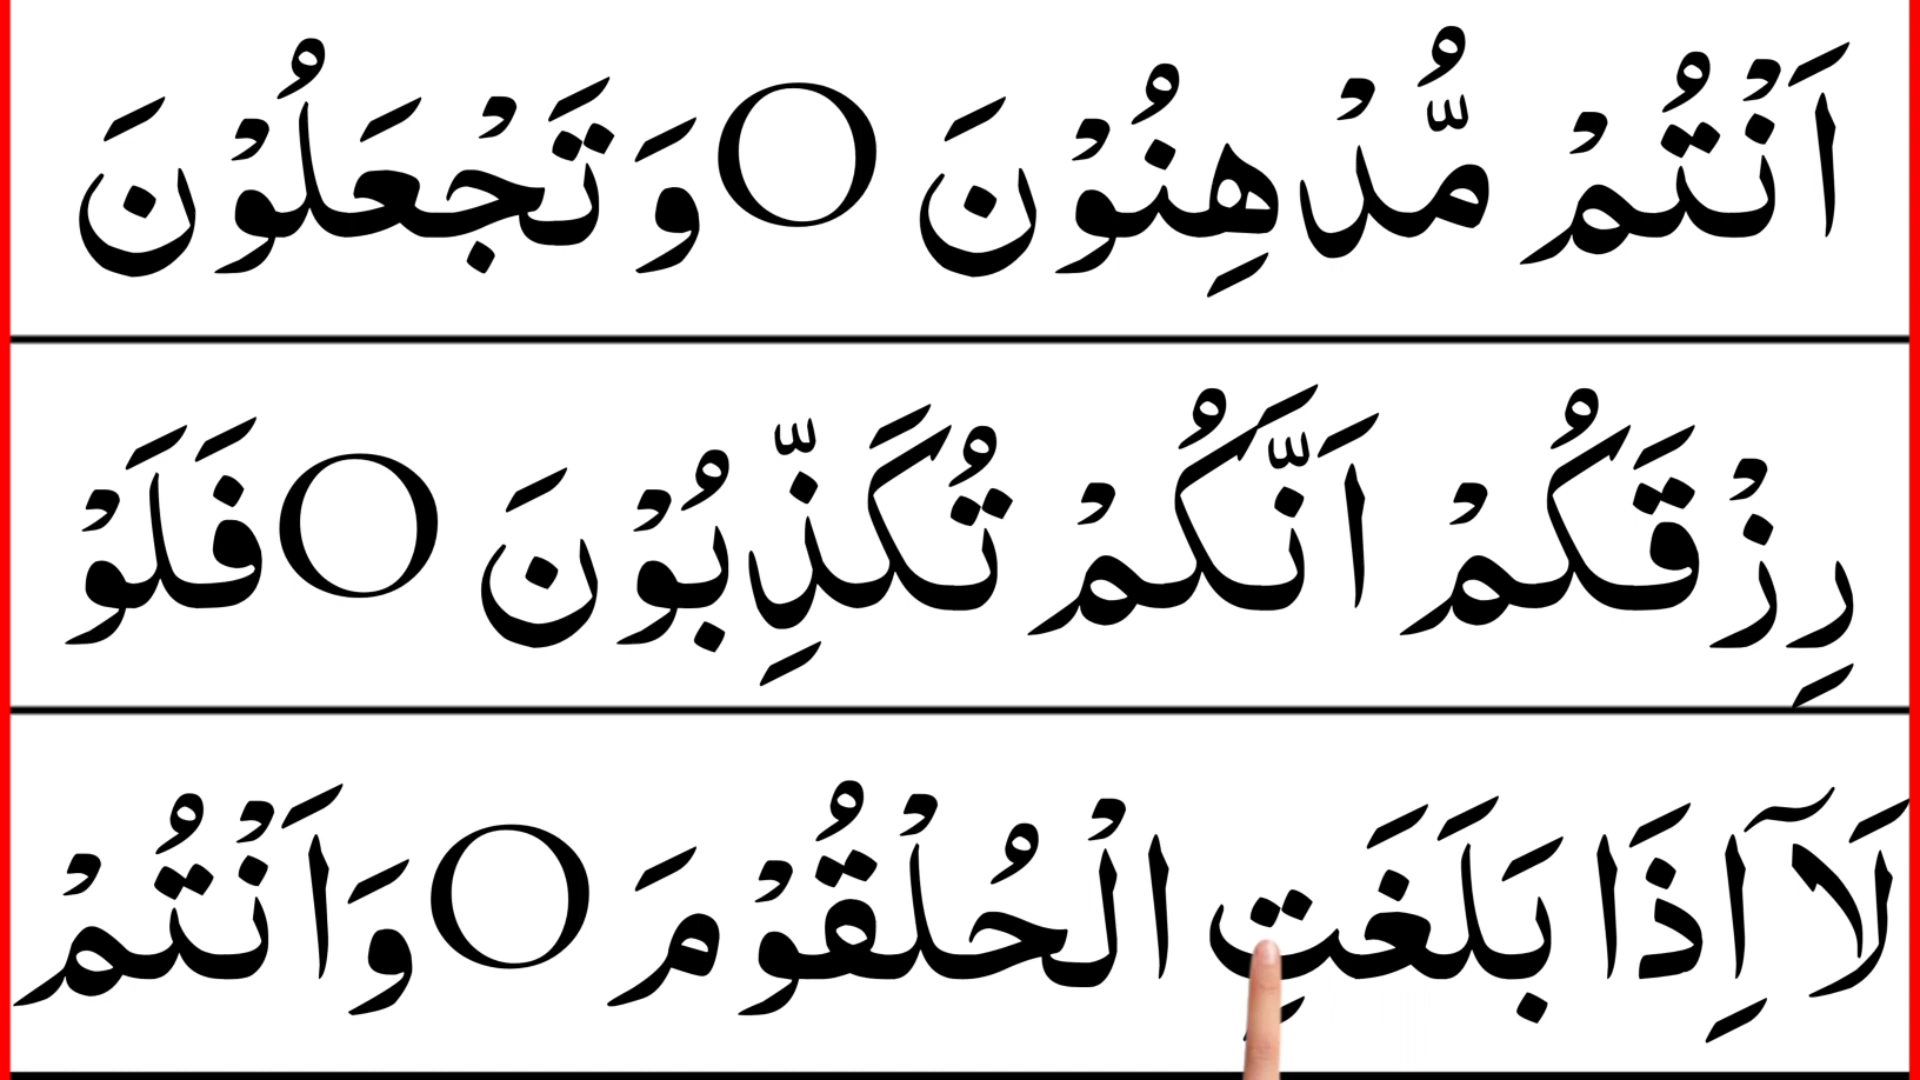 اَنْتُمْ مُّدْهِنُوْنَ ○ وَ تَجْعَلُوْنَ
رِزْقَكُمْ اَنَّكُمْ تُكَذِّبُوْنَ ○ فَلَوْ
لَاۤ اِذَا بَلَغَتِ الْحُلْقُوْمَ ○ وَ اَنْتُمْ